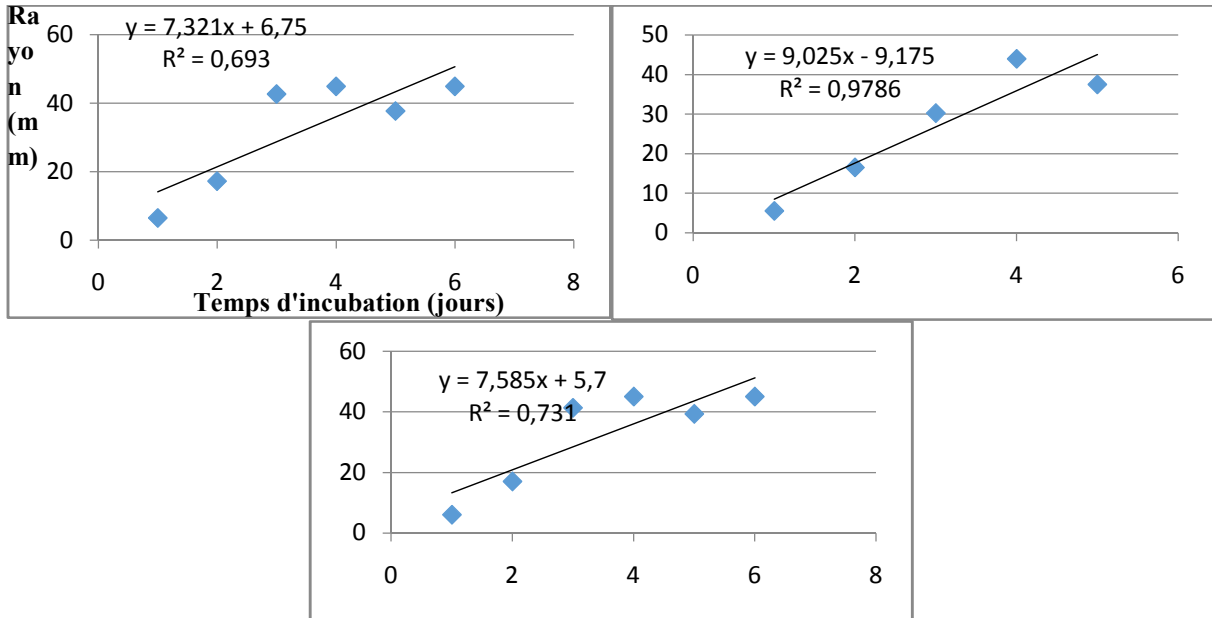 Ra
yo
n
(m
m)
y = 7,321x + 6,75
R² = 0,693
60
40
20
0
0 2 4 6 8
Temps d'incubation (jours)
y = 9,025x - 9,175
R² = 0,9786
50
40
30
20
10
0
0 2 4 6
y = 7,585x + 5,7
R² = 0,731
60
40
20
0
0 2 4 6 8